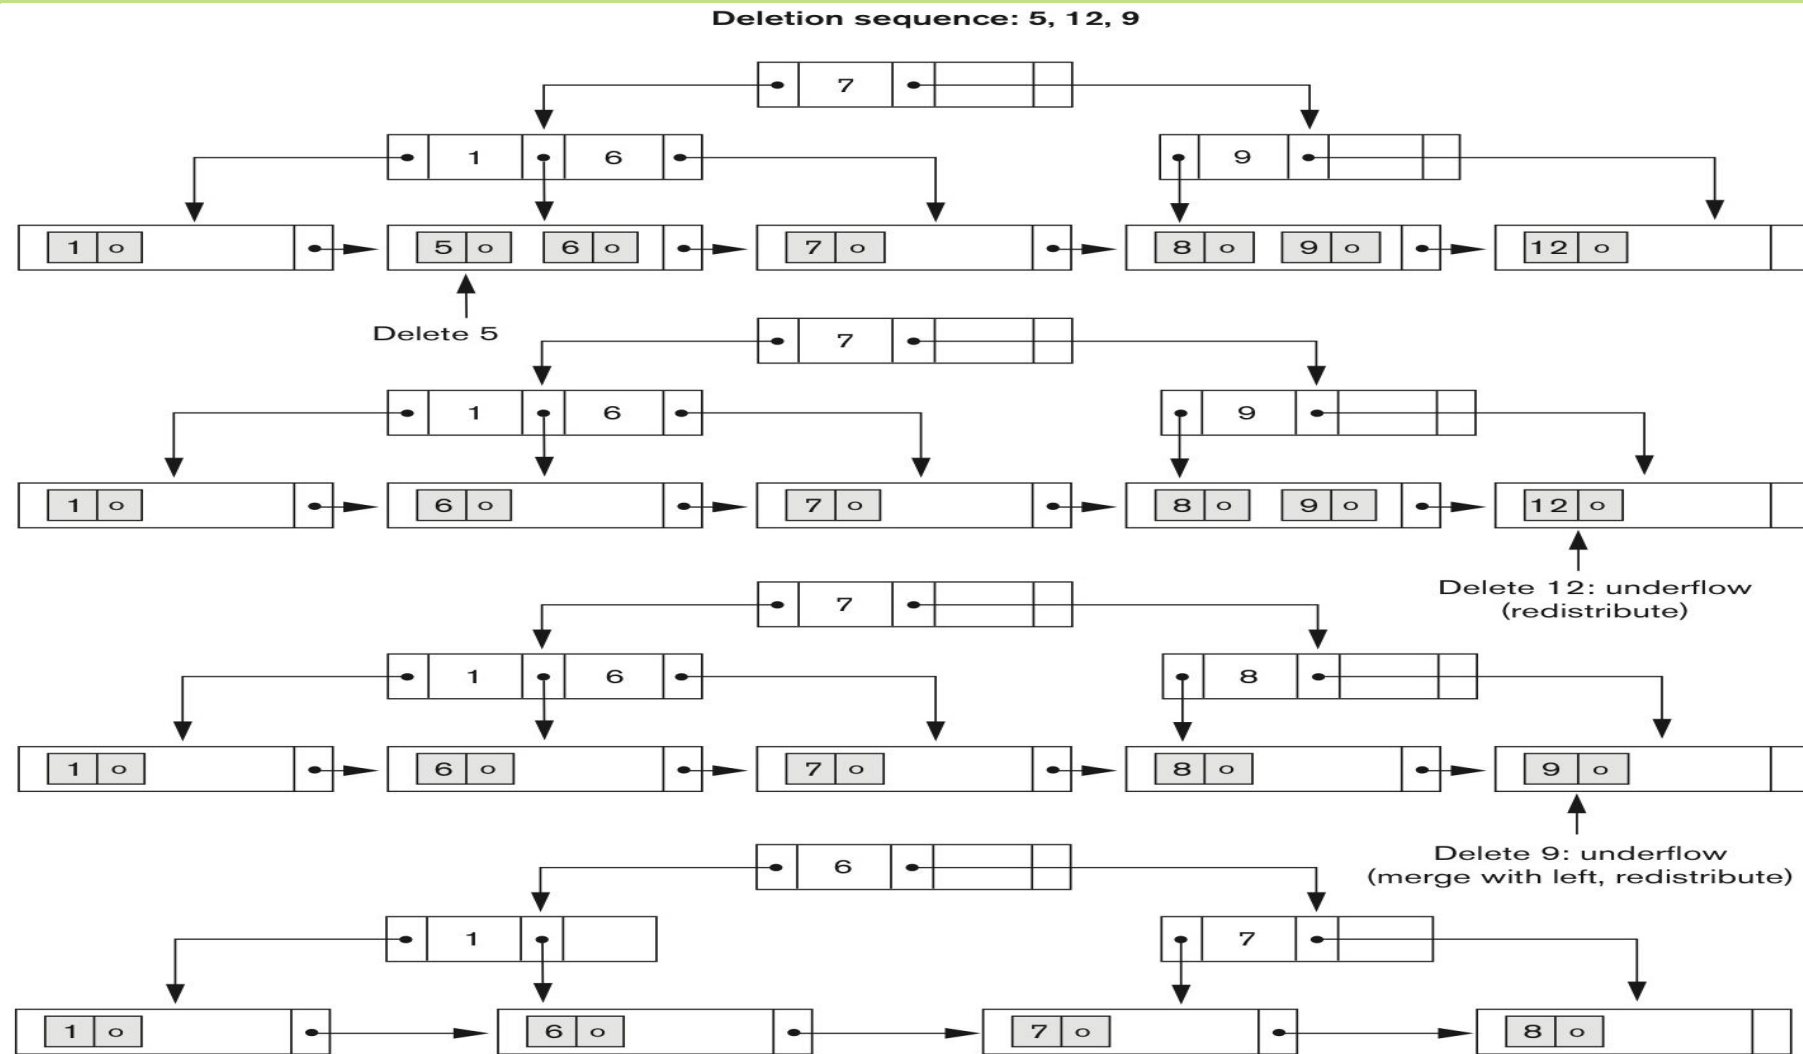 Deletion sequence: 5, 12, 9
7
1 6 9
1 o 5 o 6 o 7 o 8 o 9 o 12 o
Delete 5
7
1 6 9
1 o 6 o 7 o 8 o 9 o 12 o
Delete 12: underflow
(redistribute)
7
1 6 8
1 o 6 o 7 o 8 o 9 o
Delete 9: underflow
(merge with left, redistribute)
6
1 7
1 o 6 o 7 o 8 o